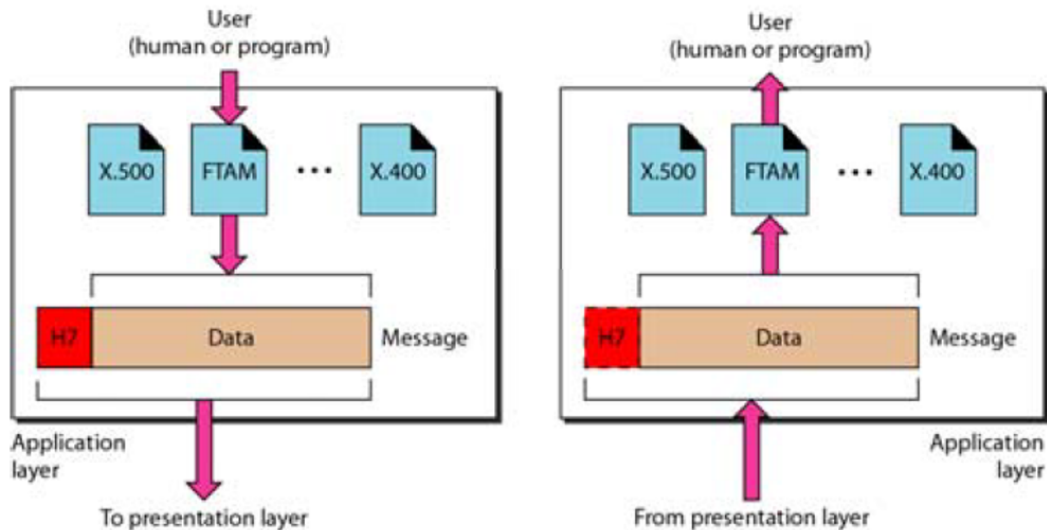 User
(human or program)
X.500
FTAM
...
X.400
H7
Data
Message
Application
layer
To presentation layer
User
(human or program)
X.500
FTAM
...
X.400
H7
Data
Message
Application
layer
From presentation layer